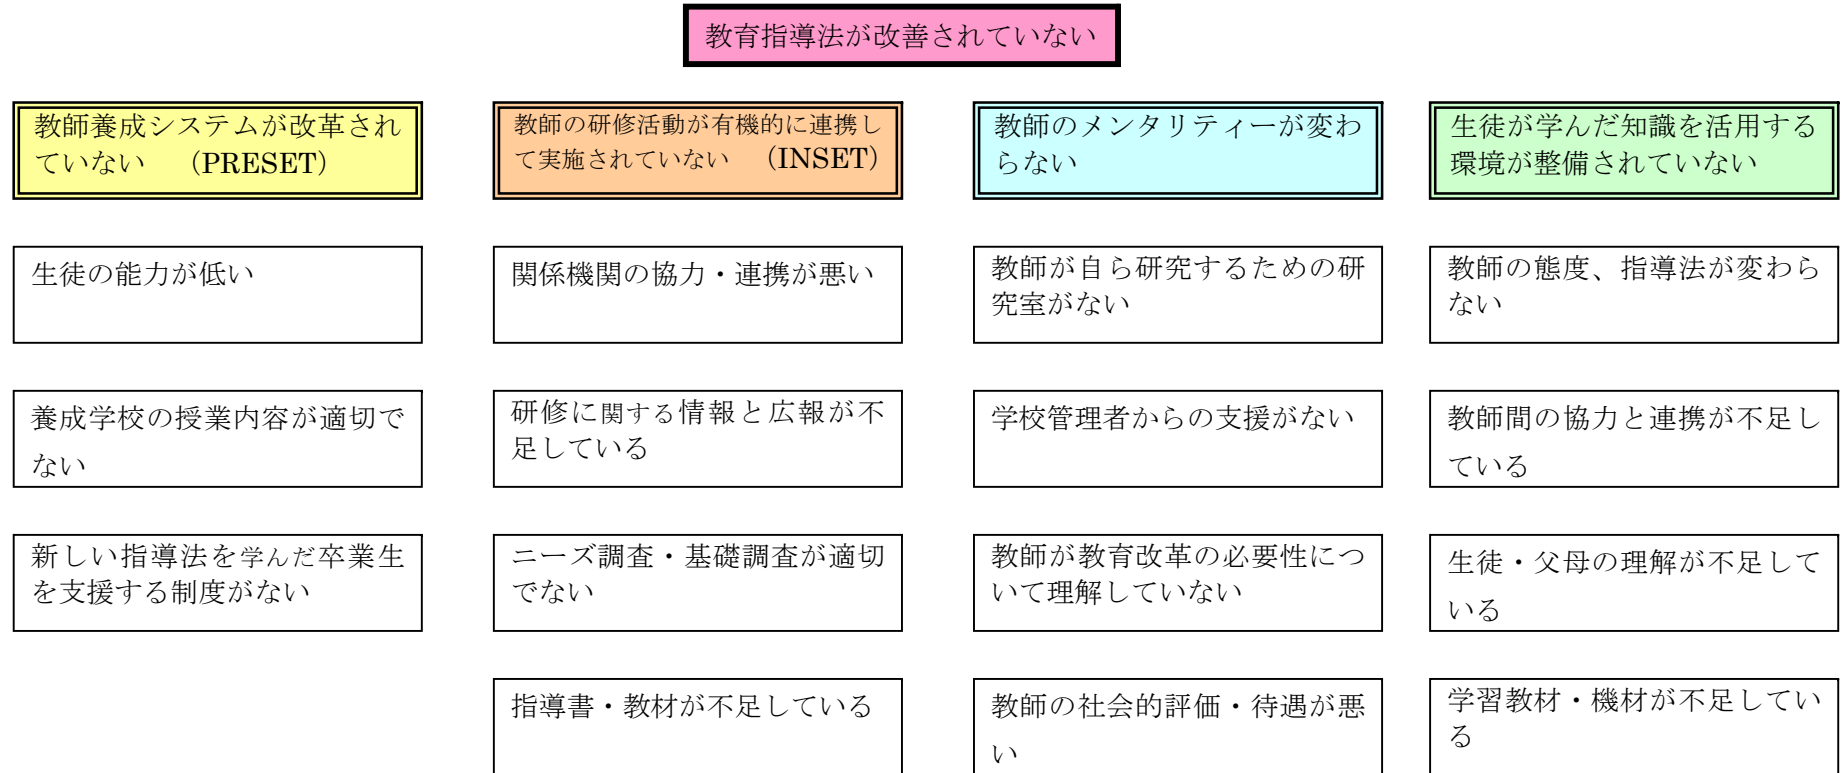 教育指導法が改善されていない
教師養成システムが改革され
ていない （PRESET）
教師の研修活動が有機的に連携し
て実施されていない （INSET）
教師のメンタリティーが変わ
らない
生徒が学んだ知識を活用する
環境が整備されていない
生徒の能力が低い
関係機関の協力・連携が悪い
教師が自ら研究するための研
究室がない
教師の態度、指導法が変わら
ない
養成学校の授業内容が適切で
ない
研修に関する情報と広報が不
足している
学校管理者からの支援がない
教師間の協力と連携が不足し
ている
新しい指導法を学んだ卒業生
を支援する制度がない
ニーズ調査・基礎調査が適切
でない
教師が教育改革の必要性につ
いて理解していない
生徒・父母の理解が不足して
いる
指導書・教材が不足している
教師の社会的評価・待遇が悪
い
学習教材・機材が不足してい
る